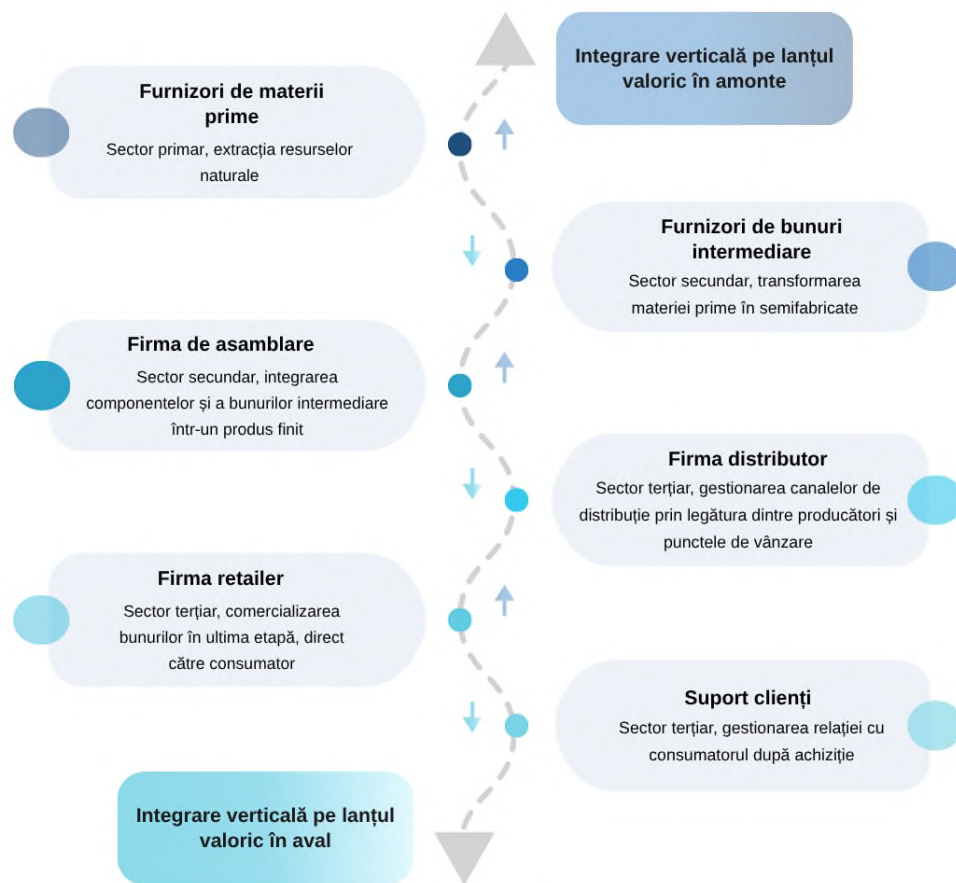 Integrare verticală pe lanțul
valoric în amonte
Furnizori de materii
prime
Sector primar, extracția resurselor
naturale
Furnizori de bunuri
intermediare
Sector secundar, transformarea
materiei prime în semifabricate
Firma de asamblare
Sector secundar, integrarea
componentelor și a bunurilor intermediare
într-un produs finit
Firma distributor
Sector terțiar, gestionarea canalelor de
distribuție prin legătura dintre producători și
punctele de vânzare
Firma retailer
Sector terțiar, comercializarea
bunurilor în ultima etapă, direct
către consumator
Suport clienți
Sector terțiar, gestionarea relației cu
consumatorul după achiziție
Integrare verticală pe lanțul
valoric în aval